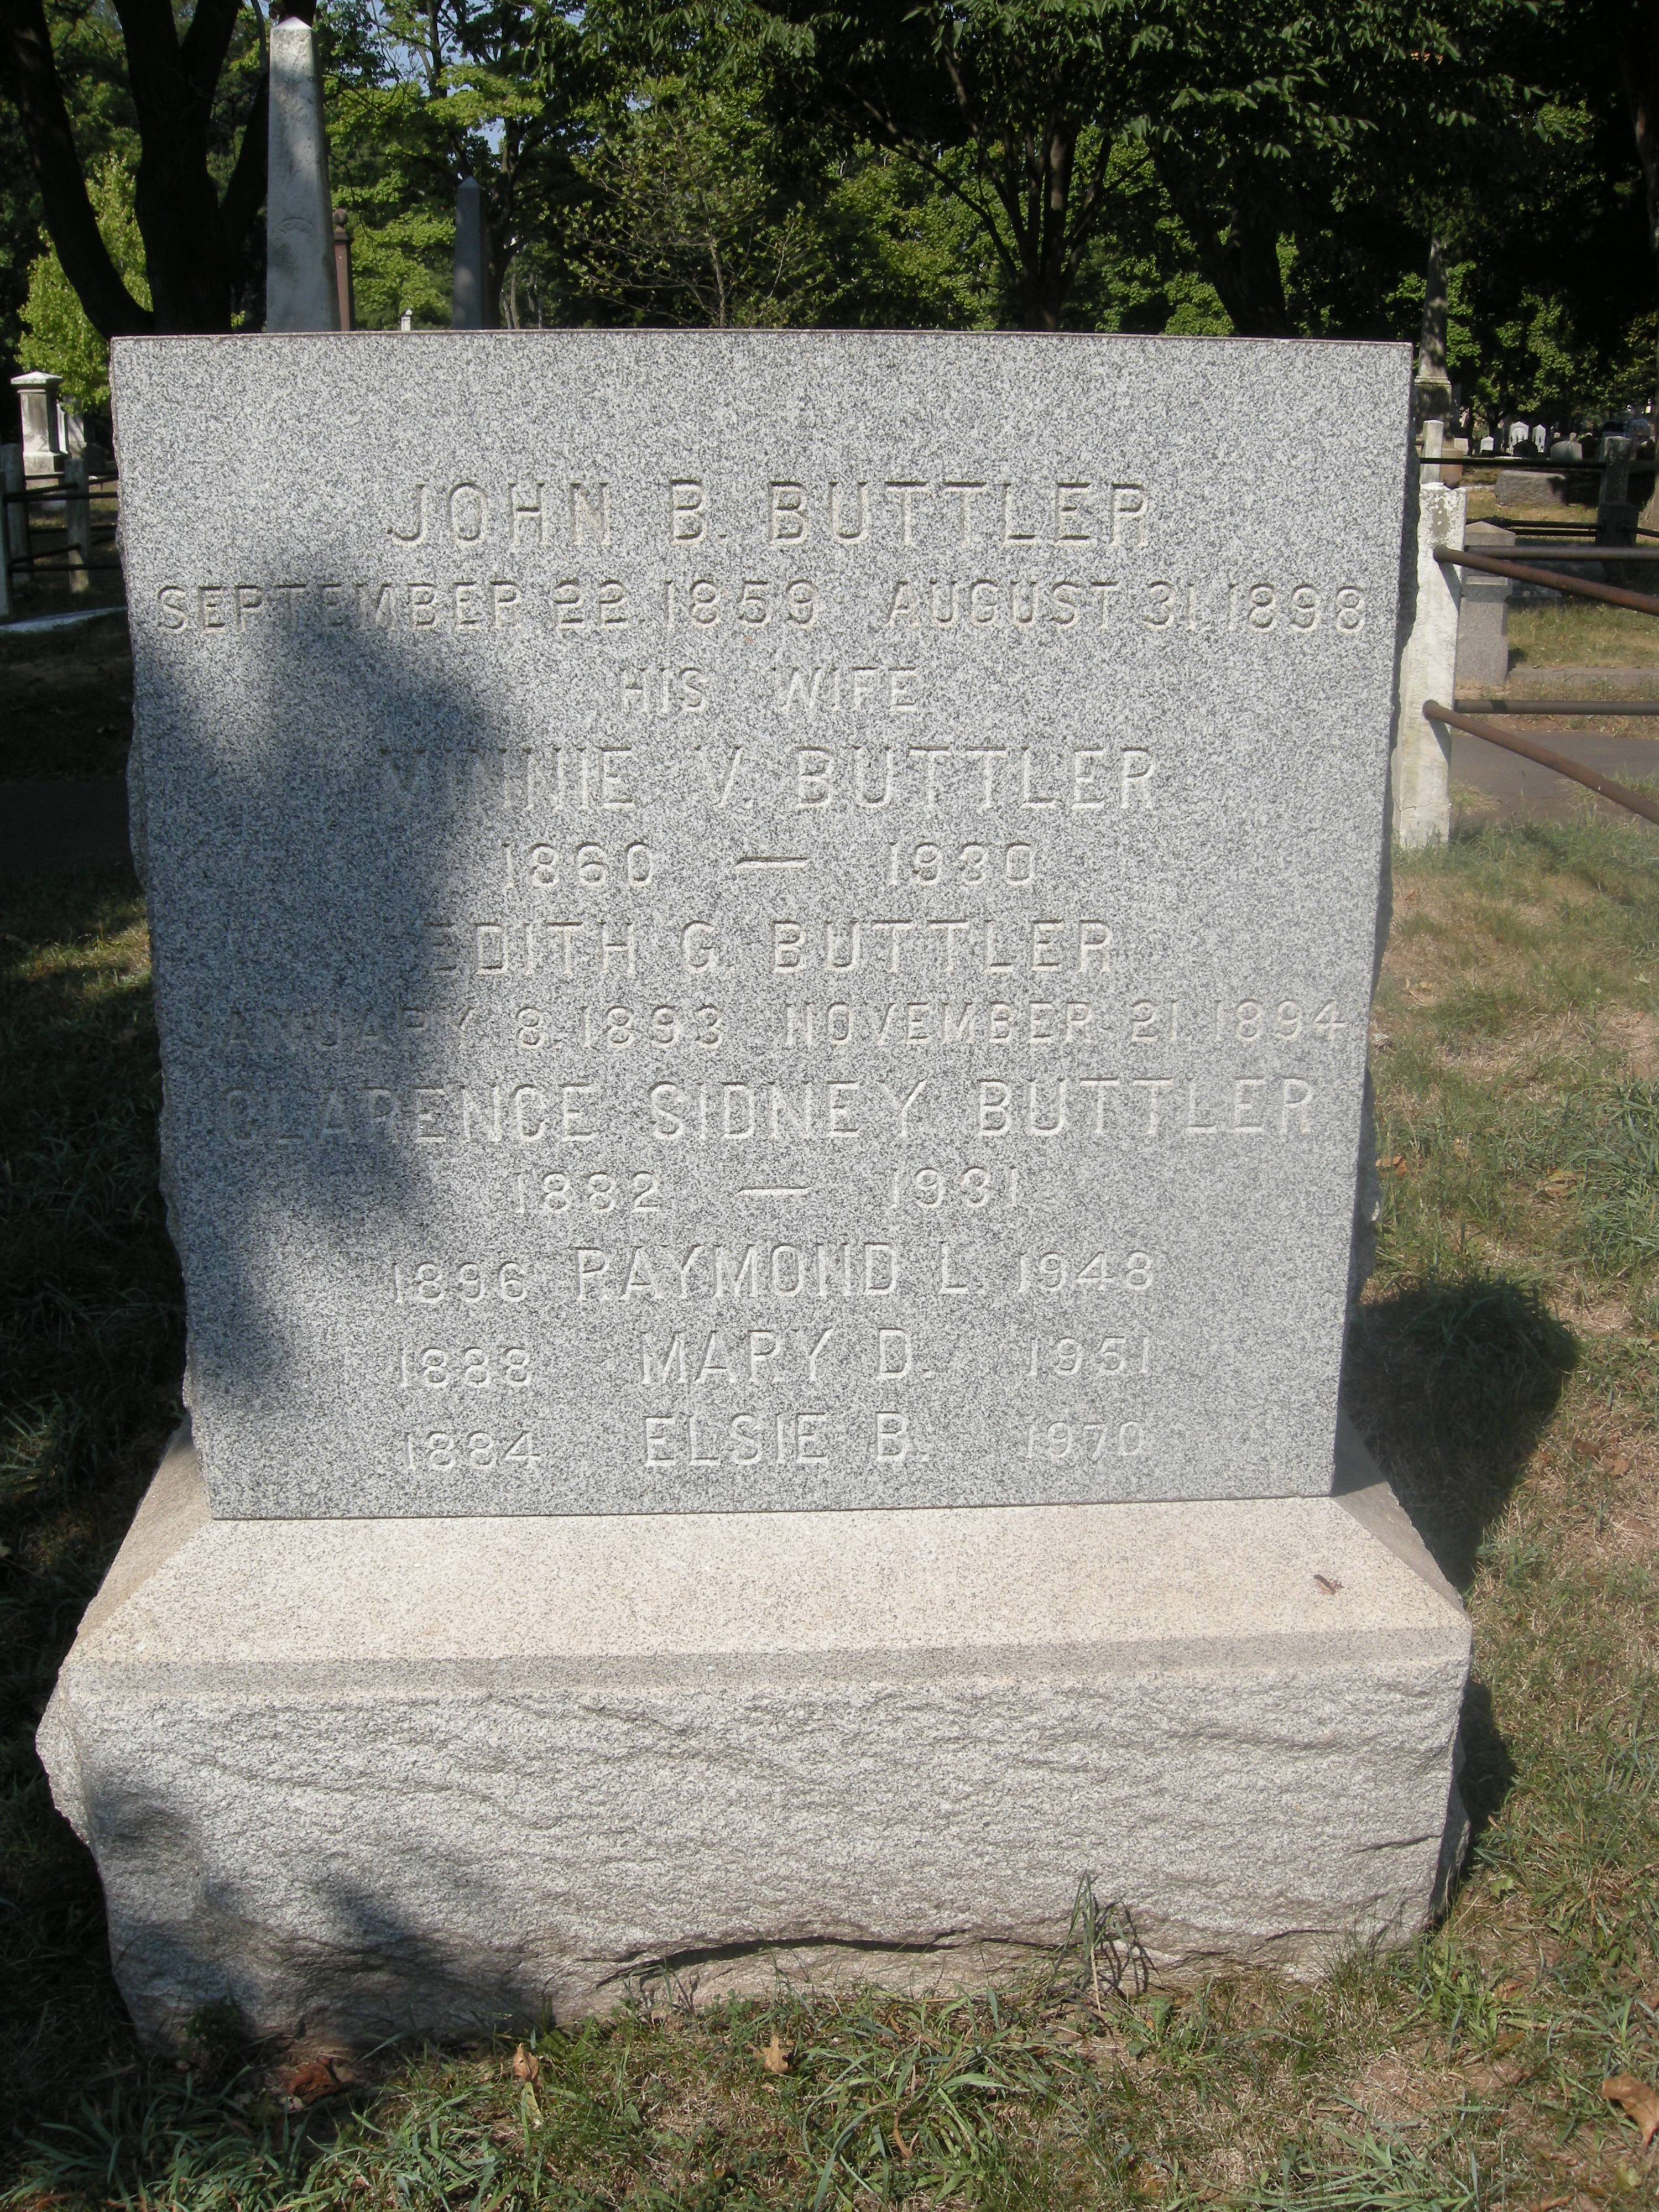 JOHN B. BUTTLER
SEPTEMBER 22 1859 AUGUST 31, 1898
HIS WIFE
MINNIE V. BUTTLER
1860 — 1930
EDITH G. BUTTLER
JANUARY 8 1893 NOVEMBER 21, 1894
CLARENCE SIDNEY BUTTLER
1882 — 1931
1896 RAYMOND L. 1948
1888 MARY D. 1951
1884 ELSIE B. 1970